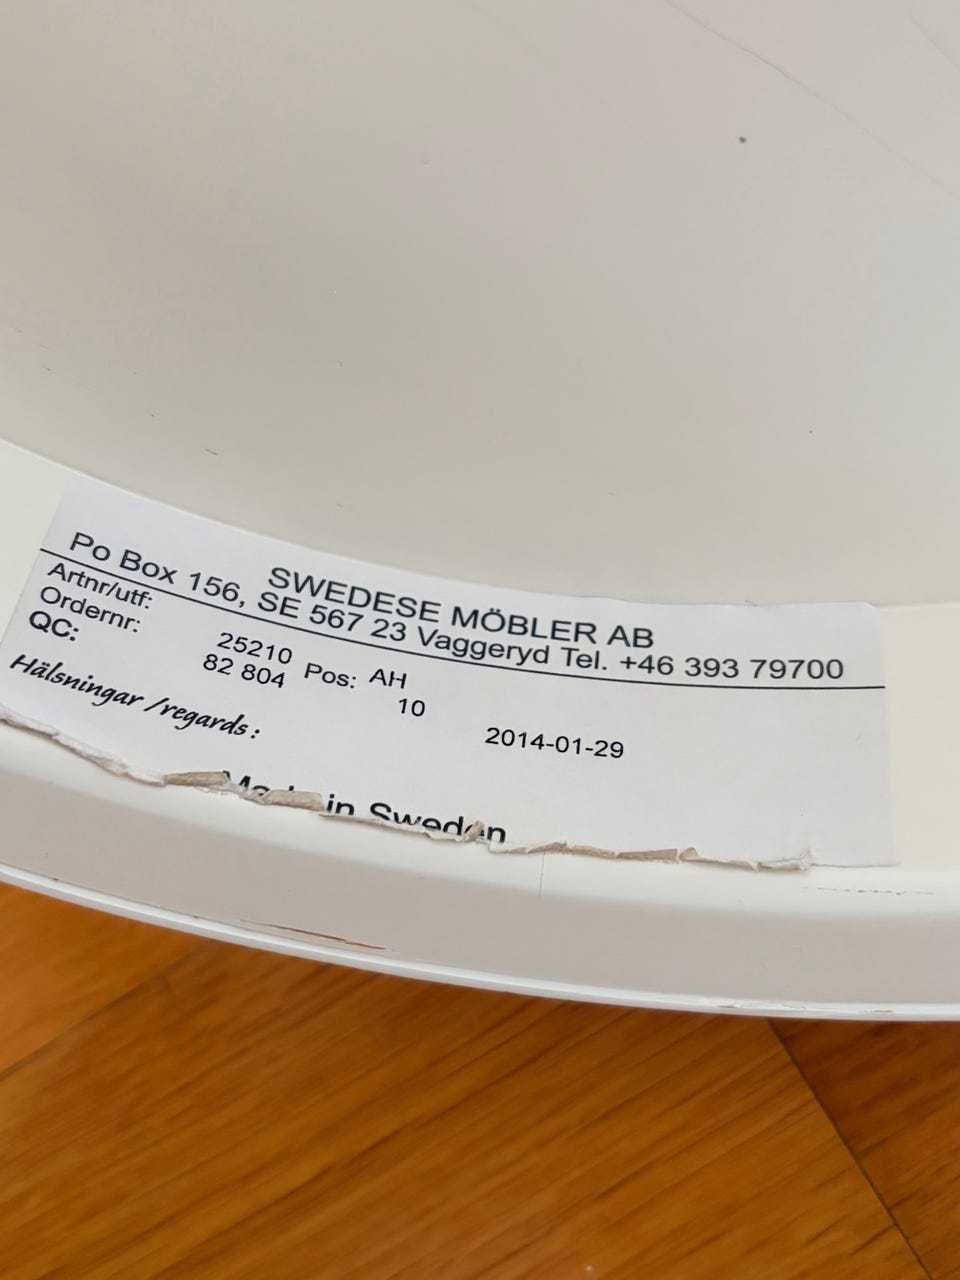 SWEDESE MÖBLER AB
Po Box 156, SE 567 23 Vaggeryd Tel. +46 393 79700
Artnr/utf: 25210 AH
Ordernr: 82 804 Pos: 10
QC: 2014-01-29
Hälsningar /regards:
Made in Sweden